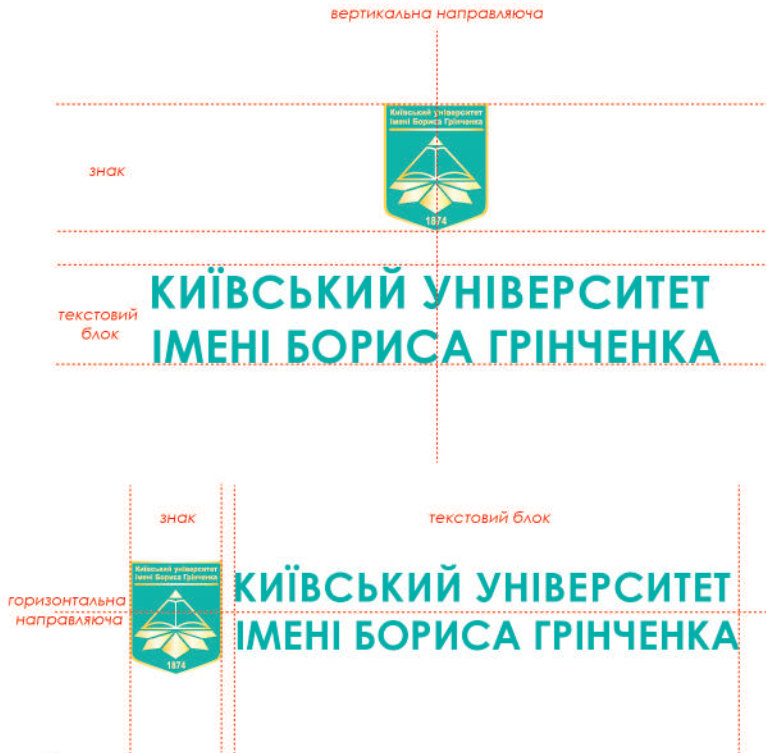 вертикальна направляюча
Київський університет
імені Бориса Грінченка
знак
1874
текстовий
блок
КИЇВСЬКИЙ УНІВЕРСИТЕТ
ІМЕНІ БОРИСА ГРІНЧЕНКА
знак
текстовий блок
Київський університет
імені Бориса Грінченка
горизонтальна
направляюча
1874
КИЇВСЬКИЙ УНІВЕРСИТЕТ
ІМЕНІ БОРИСА ГРІНЧЕНКА